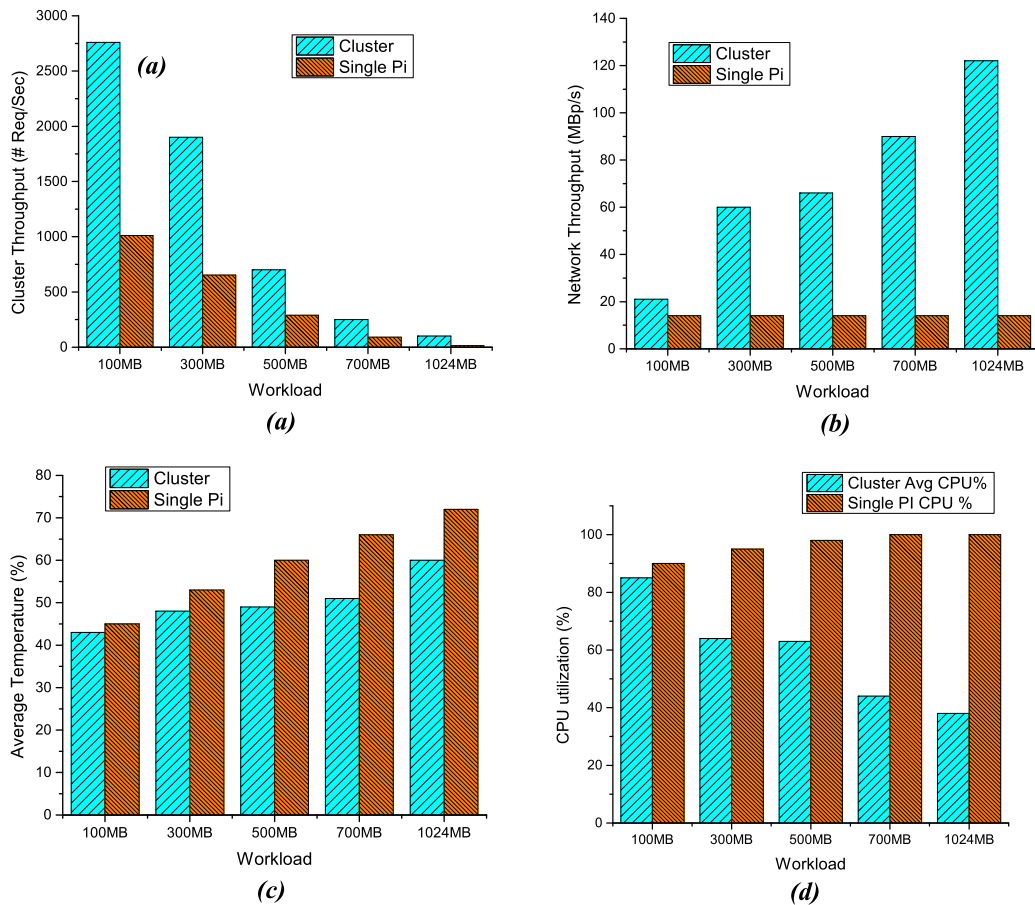 Cluster Throughput (# Req/Sec)
3000
2500
2000
1500
1000
500
0
(a)
Cluster
Single Pi
100MB 300MB 500MB 700MB 1024MB
Workload
(a)
Network Throughput (MBp/s)
140
120
100
80
60
40
20
0
Cluster
Single Pi
100MB 300MB 500MB 700MB 1024MB
Workload
(b)
Average Temperature (%)
80
70
60
50
40
30
20
10
0
Cluster
Single Pi
100MB 300MB 500MB 700MB 1024MB
Workload
(c)
CPU utilization (%)
100
80
60
40
20
0
Cluster Avg CPU%
Single PI CPU %
100MB 300MB 500MB 700MB 1024MB
Workload
(d)